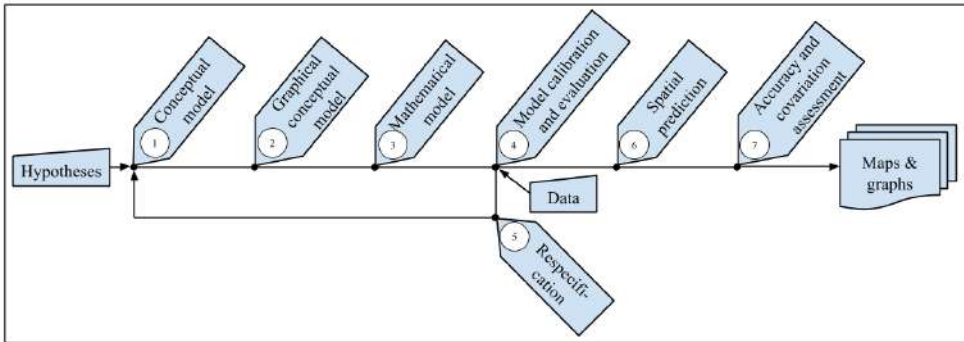 Hypotheses
1
Conceptual
model
2
Graphical
conceptual
model
3
Mathematical
model
4
Model calibration
and evaluation
Data
5
Respecifi-
cation
6
Spatial
prediction
7
Accuracy and
covariation
assessment
Maps &
graphs